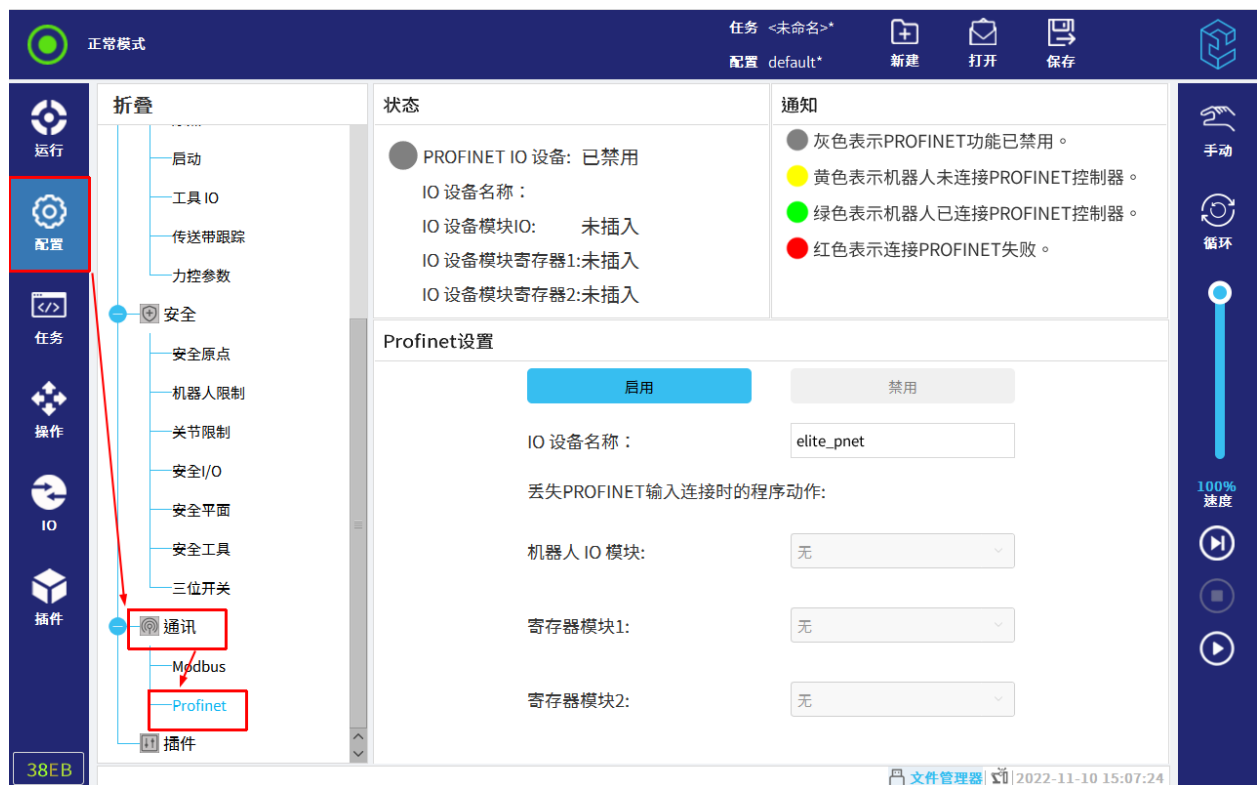 正常模式
任务 <未命名>*
配置 default*
新建
打开
保存
运行
配置
任务
操作
IO
插件
38EB
折叠
启动
工具 IO
传送带跟踪
力控参数
安全
安全原点
机器人限制
关节限制
安全I/O
安全平面
安全工具
三位开关
通讯
Modbus
Profinet
插件
状态
PROFINET IO 设备: 已禁用
IO 设备名称：
IO 设备模块IO: 未插入
IO 设备模块寄存器1:未插入
IO 设备模块寄存器2:未插入
通知
灰色表示PROFINET功能已禁用。
黄色表示机器人未连接PROFINET控制器。
绿色表示机器人已连接PROFINET控制器。
红色表示连接PROFINET失败。
Profinet设置
启用 禁用
IO 设备名称： elite_pnet
丢失PROFINET输入连接时的程序动作:
机器人 IO 模块: 无
寄存器模块1: 无
寄存器模块2: 无
手动
循环
100%
速度
文件管理器 2022-11-10 15:07:24